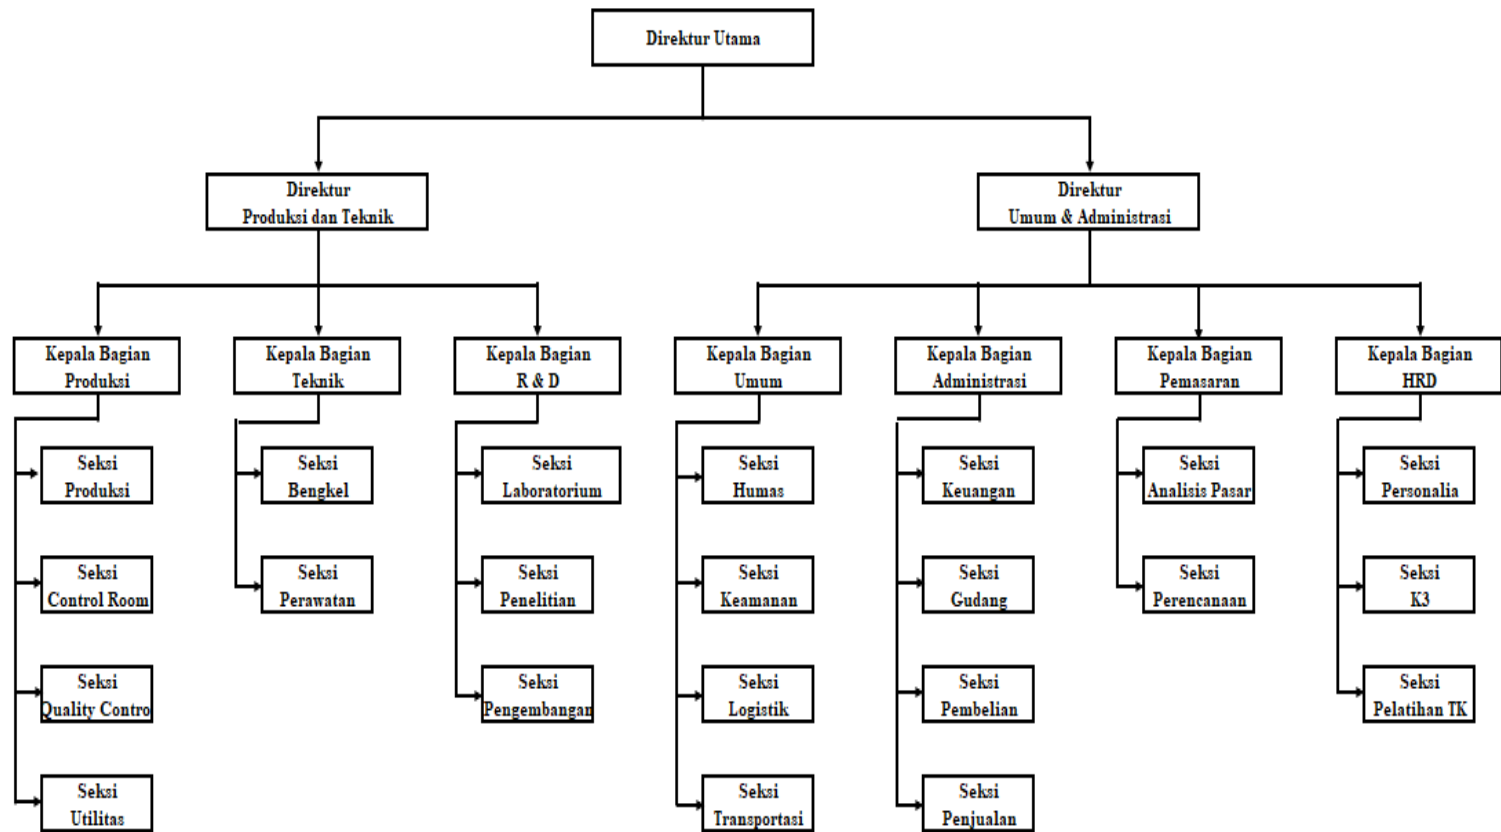 Direktur Utama
Direktur
Produksi dan Teknik
Direktur
Umum & Administrasi
Kepala Bagian
Produksi
Kepala Bagian
Teknik
Kepala Bagian
R & D
Kepala Bagian
Umum
Kepala Bagian
Administrasi
Kepala Bagian
Pemasaran
Kepala Bagian
HRD
Seksi
Produksi
Seksi
Bengkel
Seksi
Laboratorium
Seksi
Humas
Seksi
Keuangan
Seksi
Analisis Pasar
Seksi
Personalia
Seksi
Control Room
Seksi
Perawatan
Seksi
Penelitian
Seksi
Keamanan
Seksi
Gudang
Seksi
Perencanaan
Seksi
K3
Seksi
Quality Contro
Seksi
Pengembangan
Seksi
Logistik
Seksi
Pembelian
Seksi
Pelatihan TK
Seksi
Utilitas
Seksi
Transportasi
Seksi
Penjualan